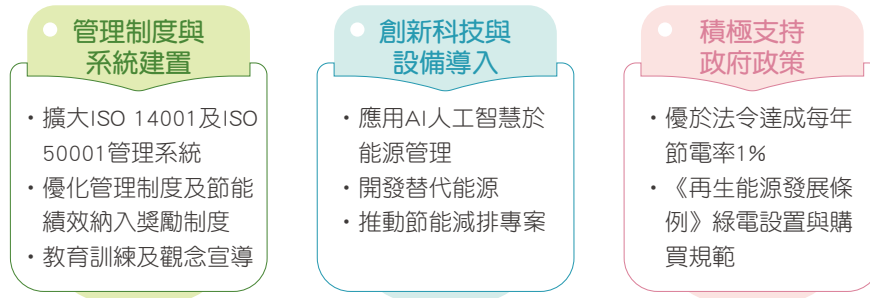 管理制度與
系統建置
・擴大ISO 14001及ISO
50001管理系統
・優化管理制度及節能
績效納入獎勵制度
・教育訓練及觀念宣導
創新科技與
設備導入
・應用AI人工智慧於
能源管理
・開發替代能源
・推動節能減排專案
積極支持
政府政策
・優於法令達成每年
節電率1%
・《再生能源發展條
例》綠電設置與購
買規範